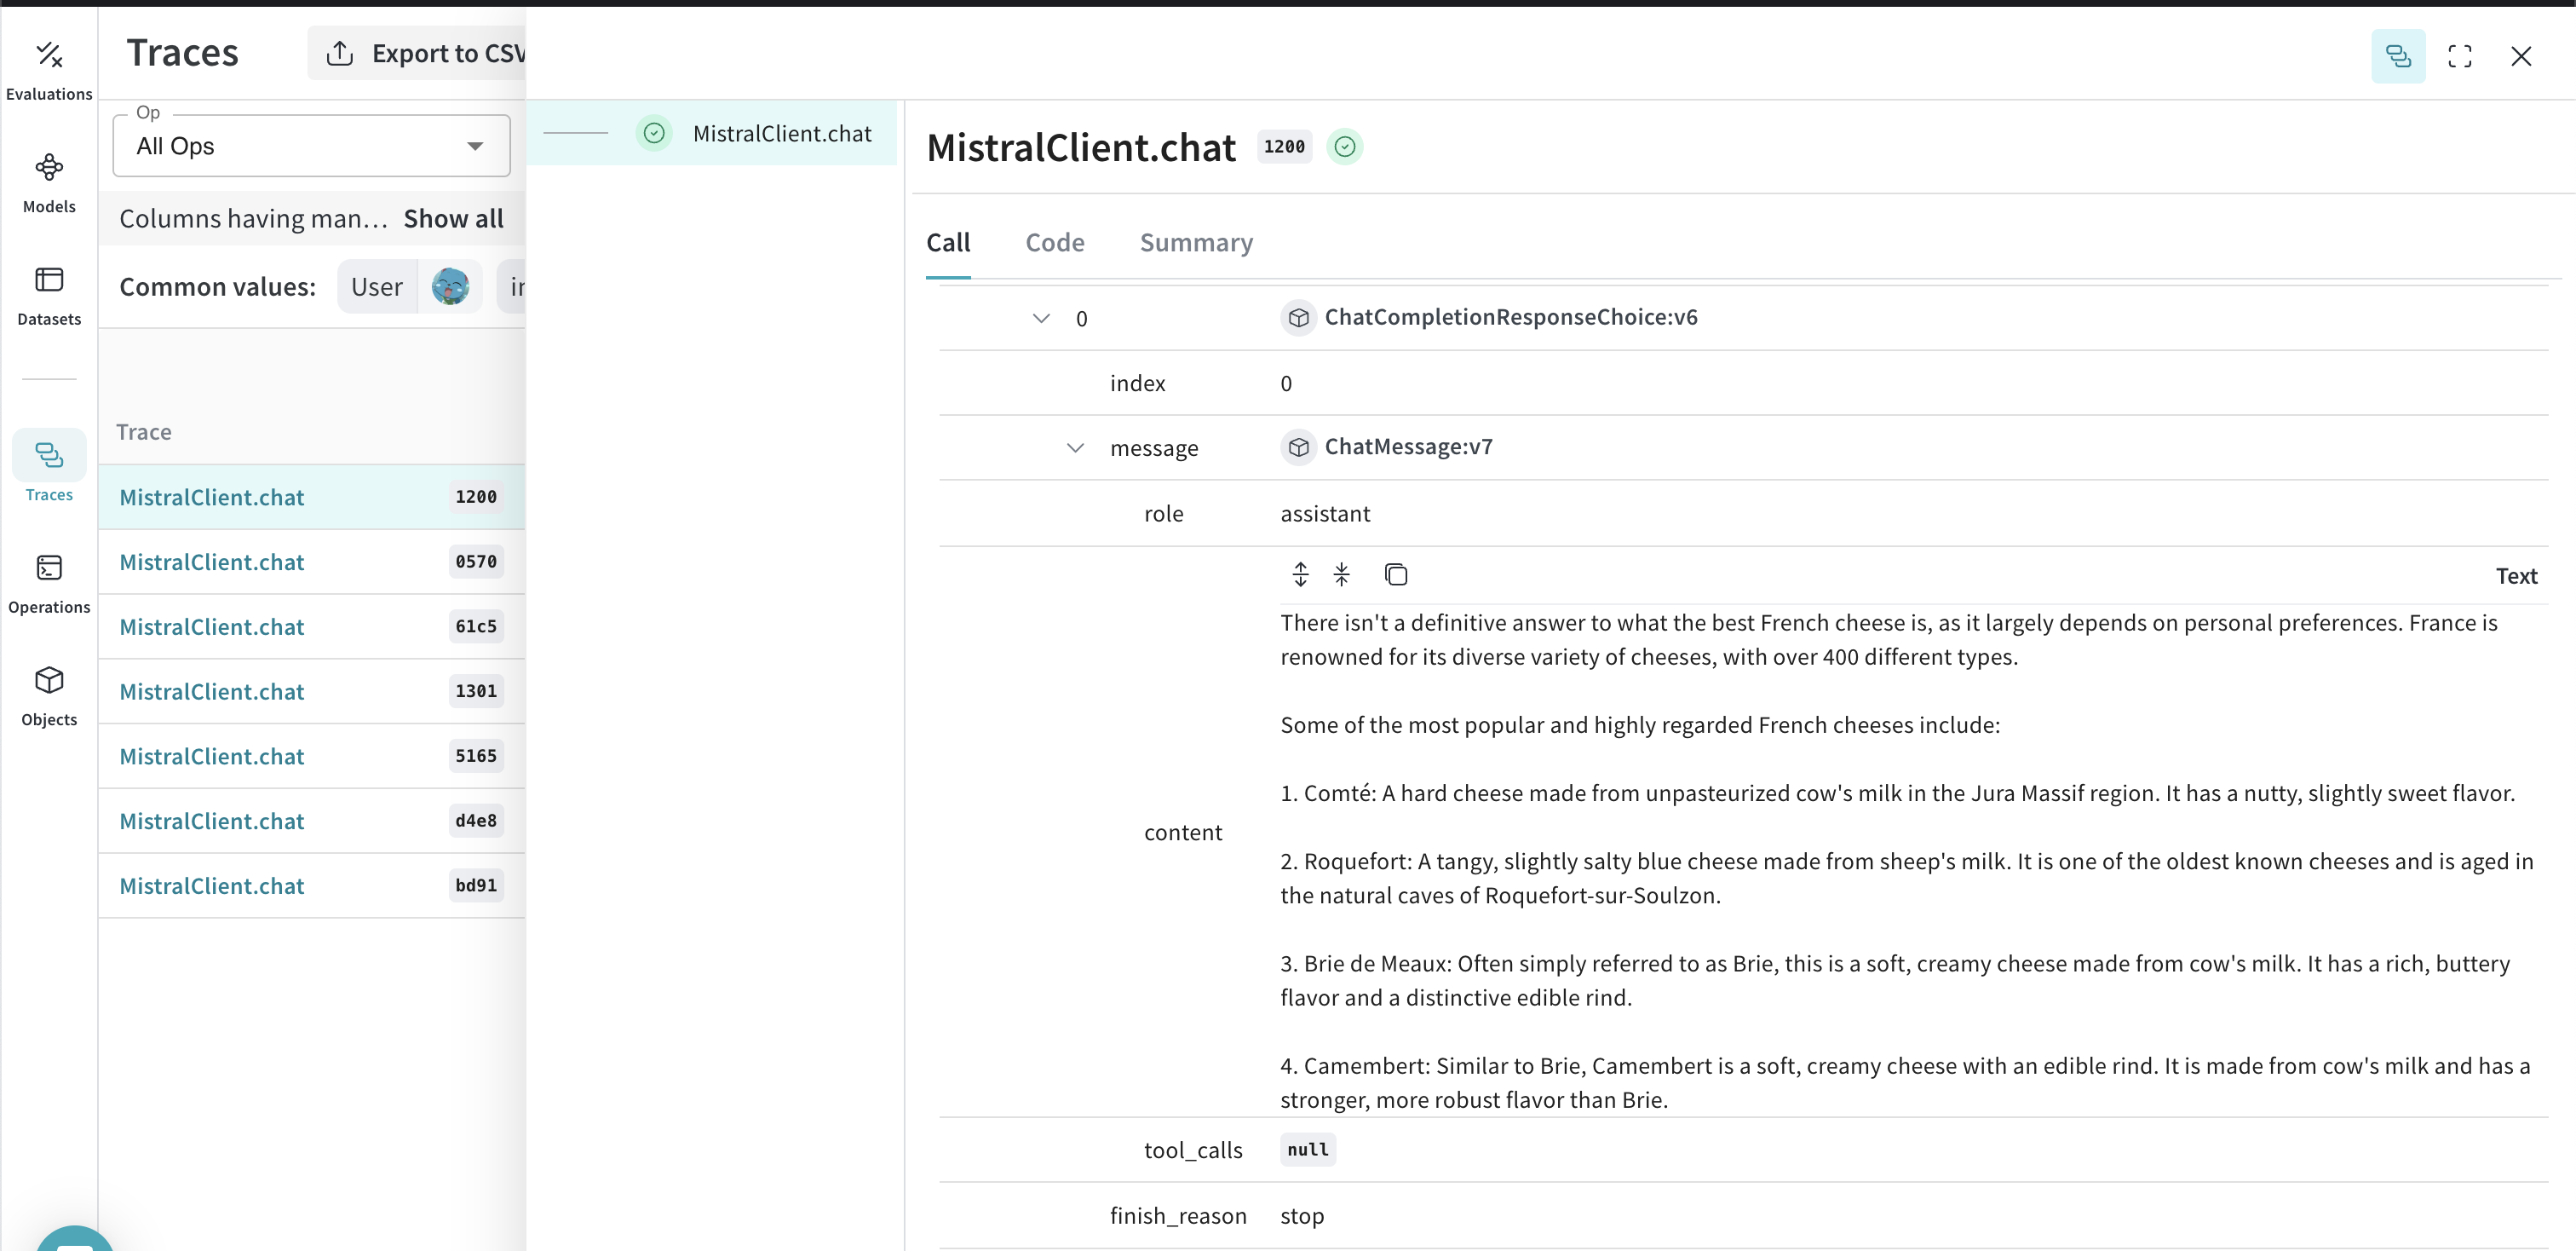 Evaluations
Models
Datasets
Traces
Operations
Objects
Traces
Export to CSV
Op
All Ops
Columns having man… Show all
Common values: User
Trace
MistralClient.chat 1200
MistralClient.chat 0570
MistralClient.chat 61c5
MistralClient.chat 1301
MistralClient.chat 5165
MistralClient.chat d4e8
MistralClient.chat bd91
MistralClient.chat
MistralClient.chat 1200
Call Code Summary
0 ChatCompletionResponseChoice:v6
index 0
message ChatMessage:v7
role assistant
Text
content
There isn't a definitive answer to what the best French cheese is, as it largely depends on personal preferences. France is
renowned for its diverse variety of cheeses, with over 400 different types.
Some of the most popular and highly regarded French cheeses include:
1. Comté: A hard cheese made from unpasteurized cow's milk in the Jura Massif region. It has a nutty, slightly sweet flavor.
2. Roquefort: A tangy, slightly salty blue cheese made from sheep's milk. It is one of the oldest known cheeses and is aged in
the natural caves of Roquefort-sur-Soulzon.
3. Brie de Meaux: Often simply referred to as Brie, this is a soft, creamy cheese made from cow's milk. It has a rich, buttery
flavor and a distinctive edible rind.
4. Camembert: Similar to Brie, Camembert is a soft, creamy cheese with an edible rind. It is made from cow's milk and has a
stronger, more robust flavor than Brie.
tool_calls null
finish_reason stop